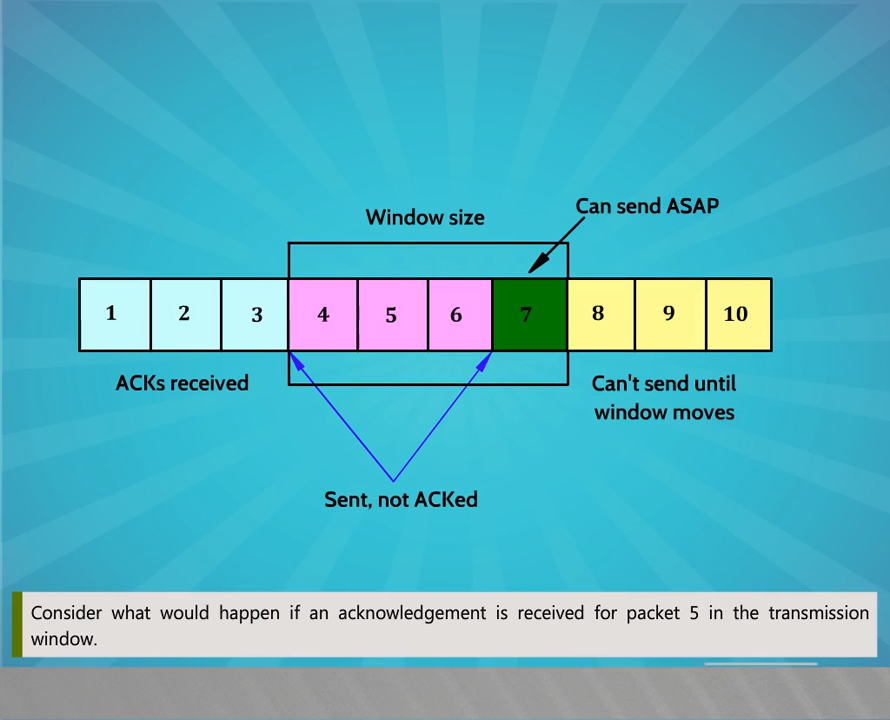 Window size
Can send ASAP
1 2 3 4 5 6 7 8 9 10
ACKs received
Can't send until
window moves
Sent, not ACKed
Consider what would happen if an acknowledgement is received for packet 5 in the transmission
window.